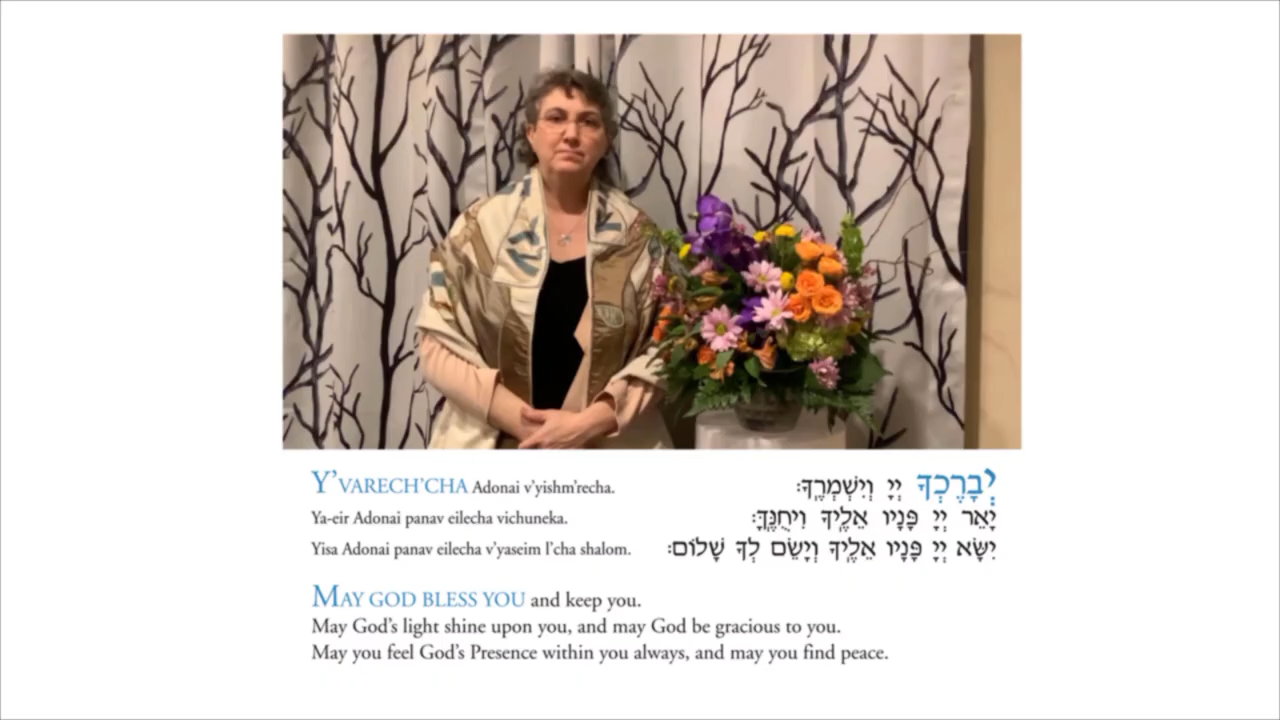 Y’VARECH’CHA Adonai v’yishm’recha.
Ya-eir Adonai panav eilecha vichuneka.
Yisa Adonai panav eilecha v’yaseim l’cha shalom.
יְבָרֶכְךָ יְיָ וְיִשְׁמְרֶֽךָ׃
יָאֵר יְיָ פָּנָיו אֵלֶֽיךָ וִיחֻנֶּֽךָּ׃
יִשָּׂא יְיָ פָּנָיו אֵלֶֽיךָ וְיָשֵׂם לְךָ שָׁלוֹם׃
MAY GOD BLESS YOU and keep you.
May God’s light shine upon you, and may God be gracious to you.
May you feel God’s Presence within you always, and may you find peace.